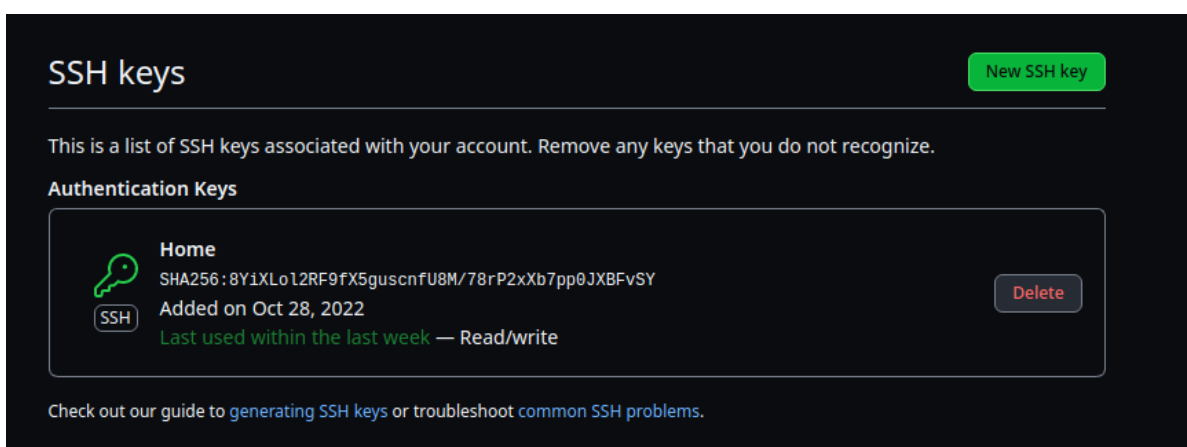 SSH keys
New SSH key
This is a list of SSH keys associated with your account. Remove any keys that you do not recognize.
Authentication Keys
Home
SHA256:8YiXLol2RF9fX5guscnfU8M/78rP2xXb7pp0JXBFvSY
SSH
Added on Oct 28, 2022
Last used within the last week — Read/write
Delete
Check out our guide to generating SSH keys or troubleshoot common SSH problems.